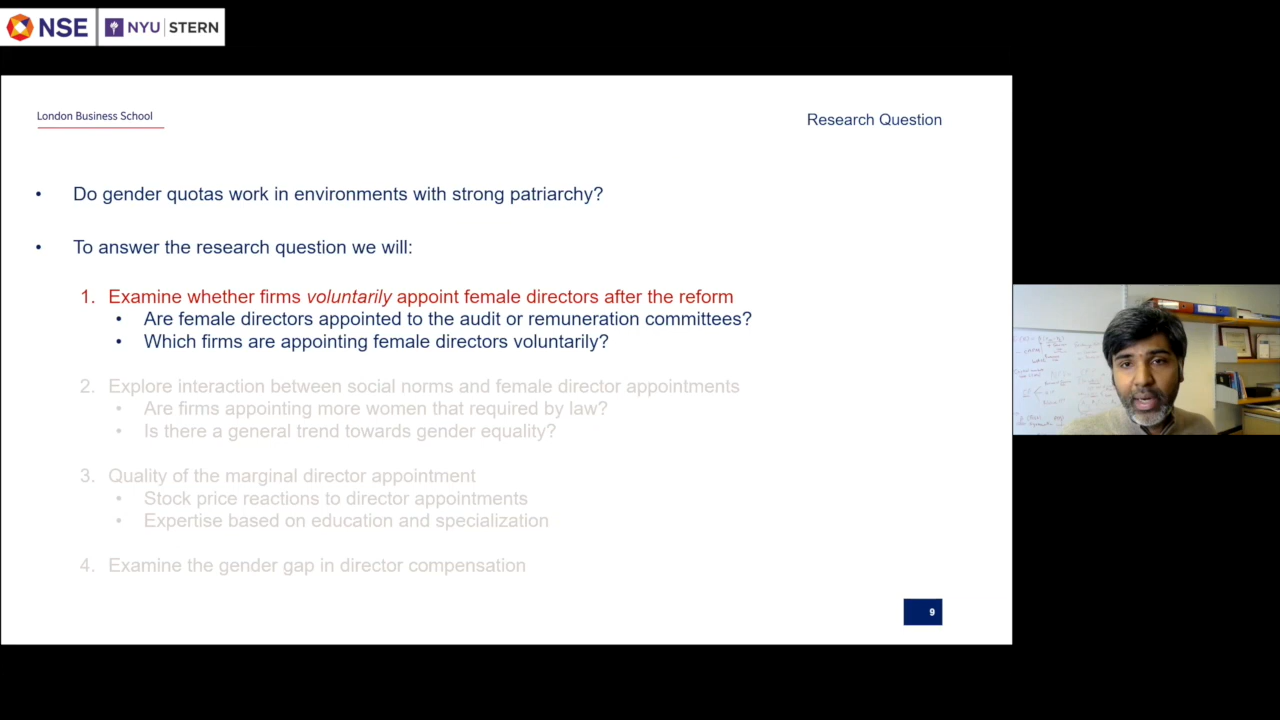 NSE NYU STERN
London Business School
Research Question
• Do gender quotas work in environments with strong patriarchy?
• To answer the research question we will:
1. Examine whether firms voluntarily appoint female directors after the reform
• Are female directors appointed to the audit or remuneration committees?
• Which firms are appointing female directors voluntarily?
2. Explore interaction between social norms and female director appointments
• Are firms appointing more women that required by law?
• Is there a general trend towards gender equality?
3. Quality of the marginal director appointment
• Stock price reactions to director appointments
• Expertise based on education and specialization
4. Examine the gender gap in director compensation
9